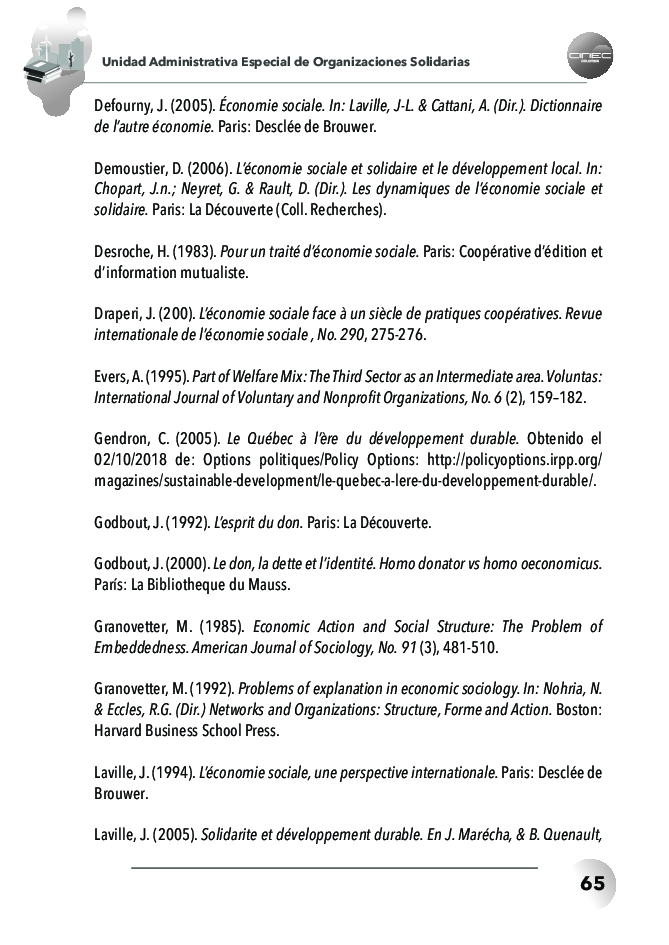 Unidad Administrativa Especial de Organizaciones Solidarias
CINEC
COLOMBIA
Defourny, J. (2005). Économie sociale. In: Laville, J-L. & Cattani, A. (Dir.). Dictionnaire
de l’autre économie. Paris: Desclée de Brouwer.
Demoustier, D. (2006). L’économie sociale et solidaire et le développement local. In:
Chopart, J.n.; Neyret, G. & Rault, D. (Dir.). Les dynamiques de l’économie sociale et
solidaire. Paris: La Découverte (Coll. Recherches).
Desroche, H. (1983). Pour un traité d’économie sociale. Paris: Coopérative d’édition et
d’information mutualiste.
Draperi, J. (200). L’économie sociale face à un siècle de pratiques coopératives. Revue
internationale de l’économie sociale , No. 290, 275-276.
Evers, A. (1995). Part of Welfare Mix: The Third Sector as an Intermediate area. Voluntas:
International Journal of Voluntary and Nonprofit Organizations, No. 6 (2), 159–182.
Gendron, C. (2005). Le Québec à l’ère du développement durable. Obtenido el
02/10/2018 de: Options politiques/Policy Options: http://policyoptions.irpp.org/
magazines/sustainable-development/le-quebec-a-lere-du-developpement-durable/.
Godbout, J. (1992). L’esprit du don. Paris: La Découverte.
Godbout, J. (2000). Le don, la dette et l’identité. Homo donator vs homo oeconomicus.
París: La Bibliotheque du Mauss.
Granovetter, M. (1985). Economic Action and Social Structure: The Problem of
Embeddedness. American Journal of Sociology, No. 91 (3), 481-510.
Granovetter, M. (1992). Problems of explanation in economic sociology. In: Nohria, N.
& Eccles, R.G. (Dir.) Networks and Organizations: Structure, Forme and Action. Boston:
Harvard Business School Press.
Laville, J. (1994). L’économie sociale, une perspective internationale. Paris: Desclée de
Brouwer.
Laville, J. (2005). Solidarite et développement durable. En J. Marécha, & B. Quenault,
65